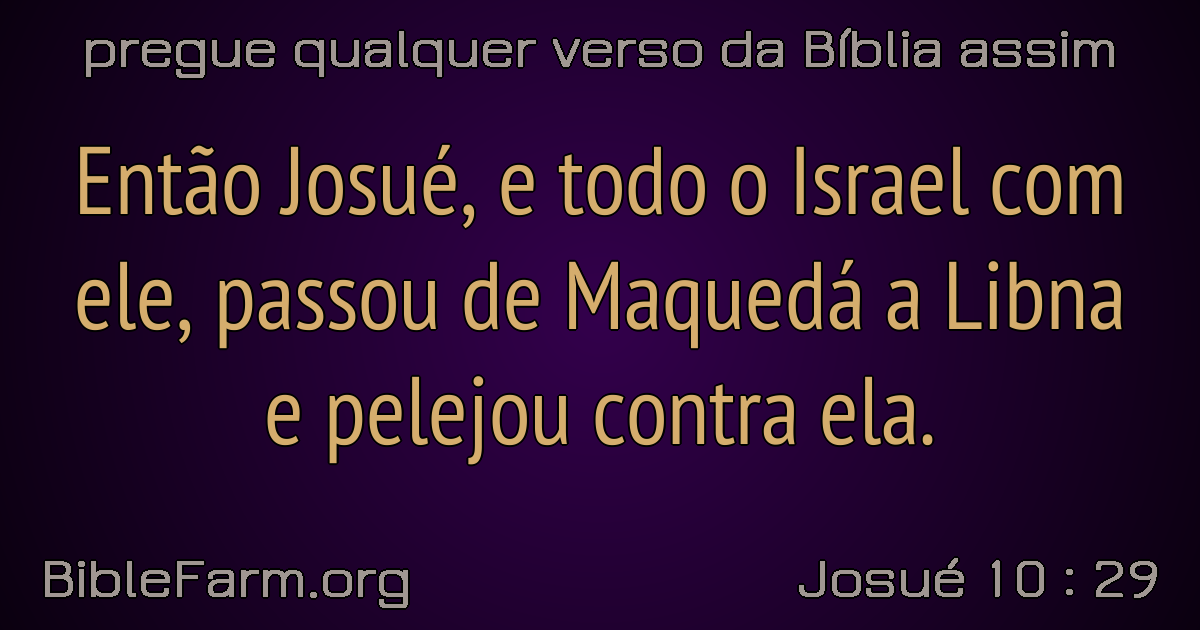 pregue qualquer verso da Bíblia assim
Então Josué, e todo o Israel com
ele, passou de Maquedá a Libna
e pelejou contra ela.
BibleFarm.org
Josué 10 : 29